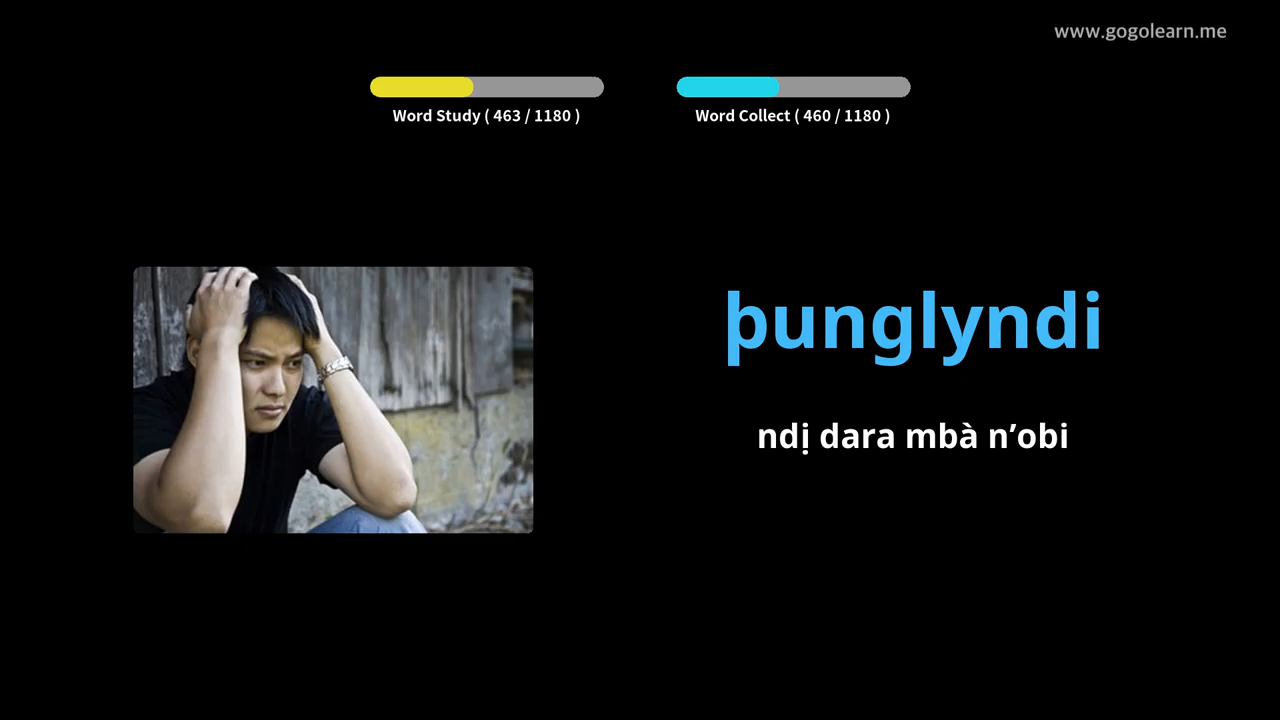 www.gogolearn.me
Word Study ( 463 / 1180 )
Word Collect ( 460 / 1180 )
þunglyndi
ndị dara mbà n’obi